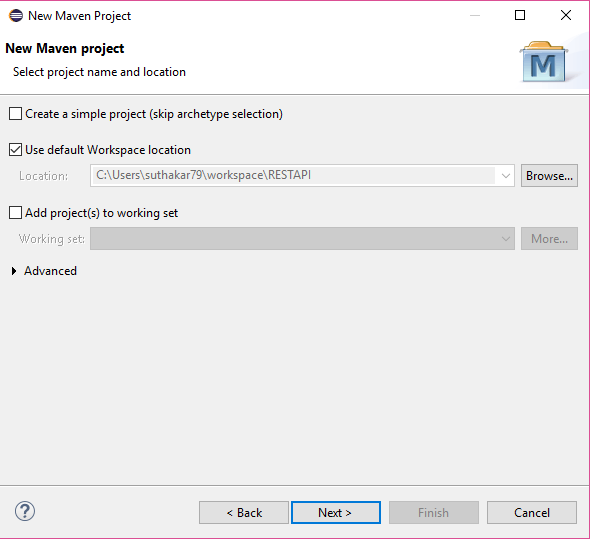 New Maven Project
New Maven project
Select project name and location
M
Create a simple project (skip archetype selection)
Use default Workspace location
Location: C:\Users\suthakar79\workspace\RESTAPI Browse...
Add project(s) to working set
Working set: More...
Advanced
? < Back Next > Finish Cancel